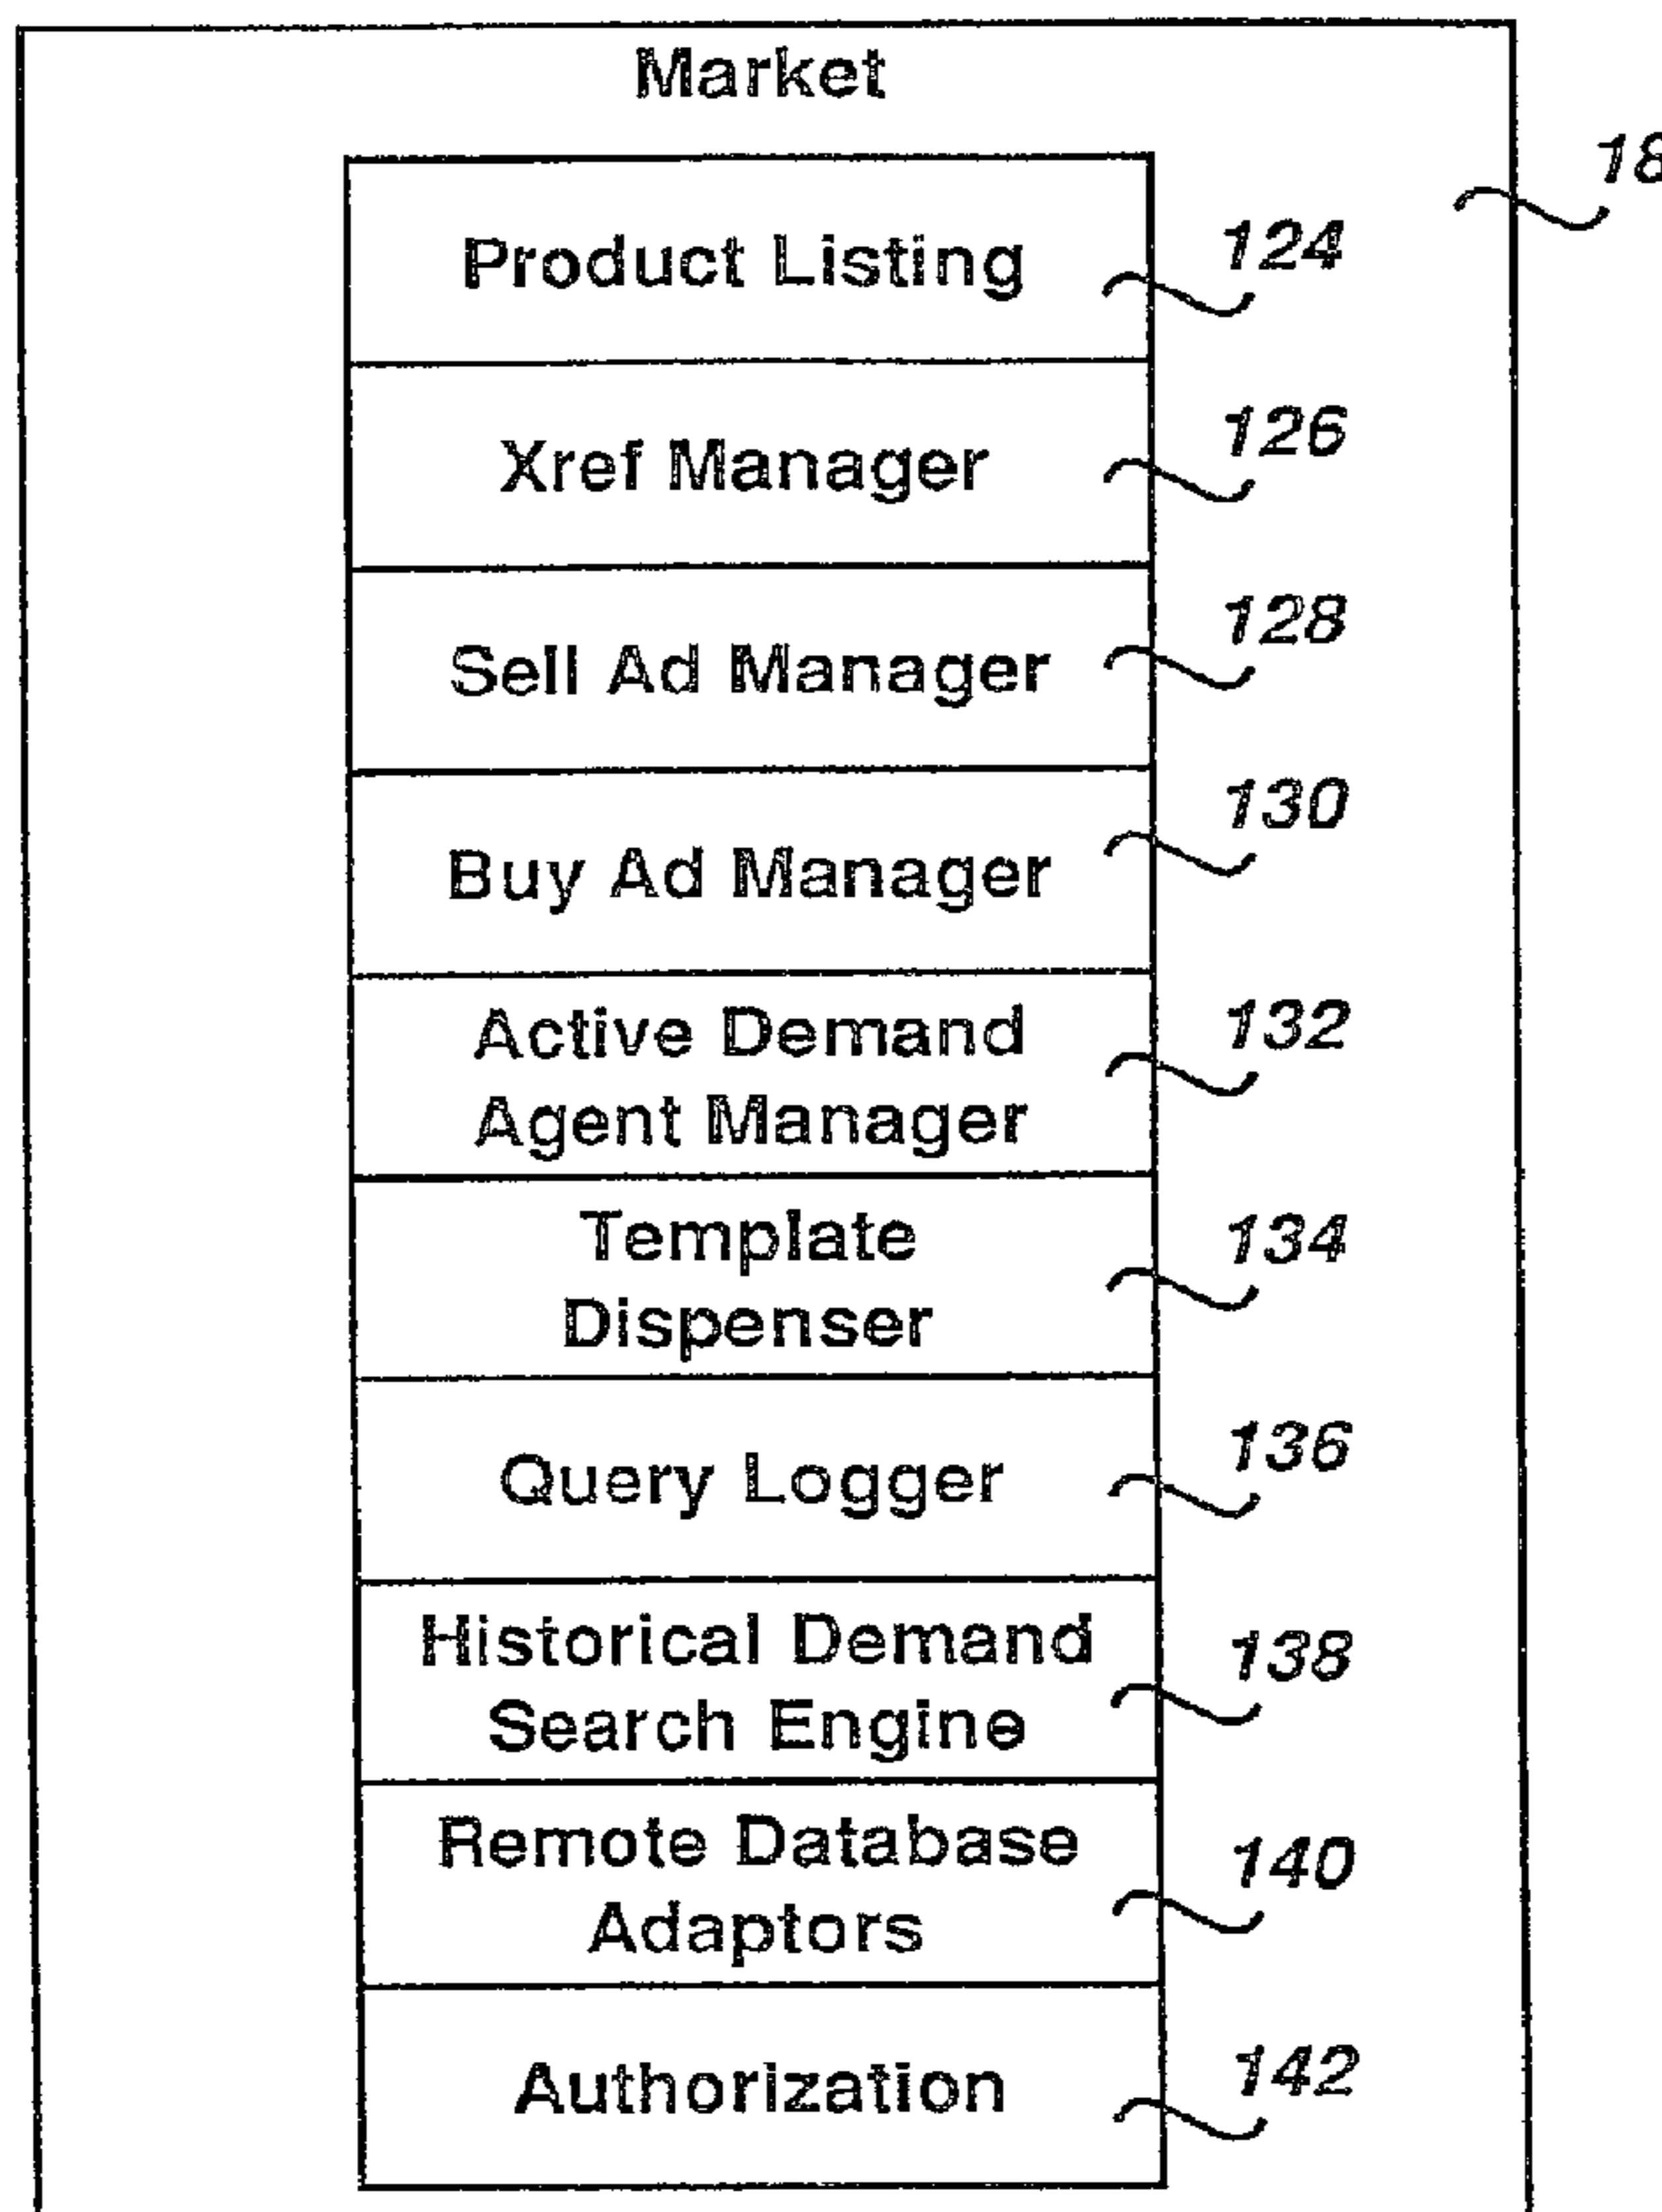 Market
18
Product Listing
124
Xref Manager
126
Sell Ad Manager
128
Buy Ad Manager
130
Active Demand
Agent Manager
132
Template
Dispenser
134
Query Logger
136
Historical Demand
Search Engine
138
Remote Database
Adaptors
140
Authorization
142